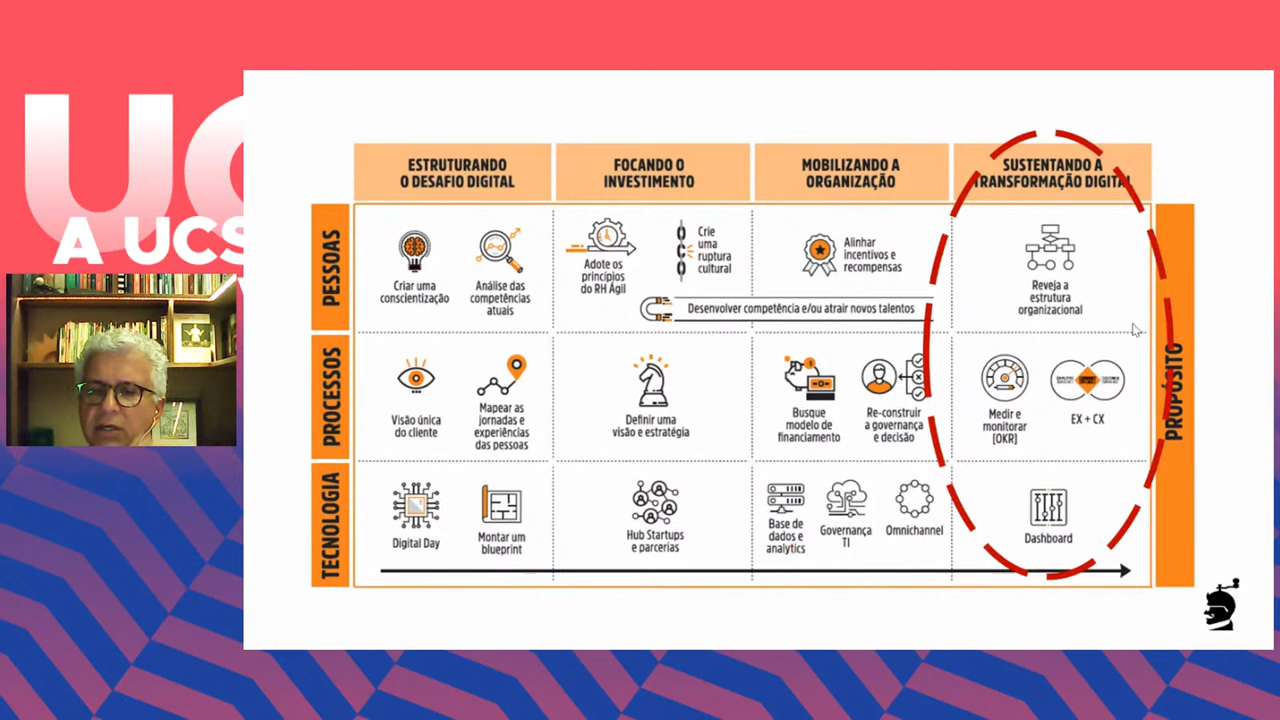 UC
A UCS
ESTRUTURANDO
O DESAFIO DIGITAL
FOCANDO O
INVESTIMENTO
MOBILIZANDO A
ORGANIZAÇÃO
SUSTENTANDO A
TRANSFORMAÇÃO DIGITAL
PESSOAS
Criar uma
conscientização
Análise das
competências
atuais
Adote os
princípios
do RH Ágil
Crie
uma
ruptura
cultural
Alinhar
incentivos e
recompensas
Desenvolver competência e/ou atrair novos talentos
Reveja a
estrutura
organizacional
PROCESSOS
Visão única
do cliente
Mapear as
jornadas e
experiências
das pessoas
Definir uma
visão e estratégia
Busque
modelo de
financiamento
Re-construir
a governança
e decisão
Medir e
monitorar
[OKR]
EX + CX
TECNOLOGIA
Digital Day
Montar um
blueprint
Hub Startups
e parcerias
Base de
dados e
analytics
Governança
TI
Omnichannel
Dashboard
PROPÓSITO